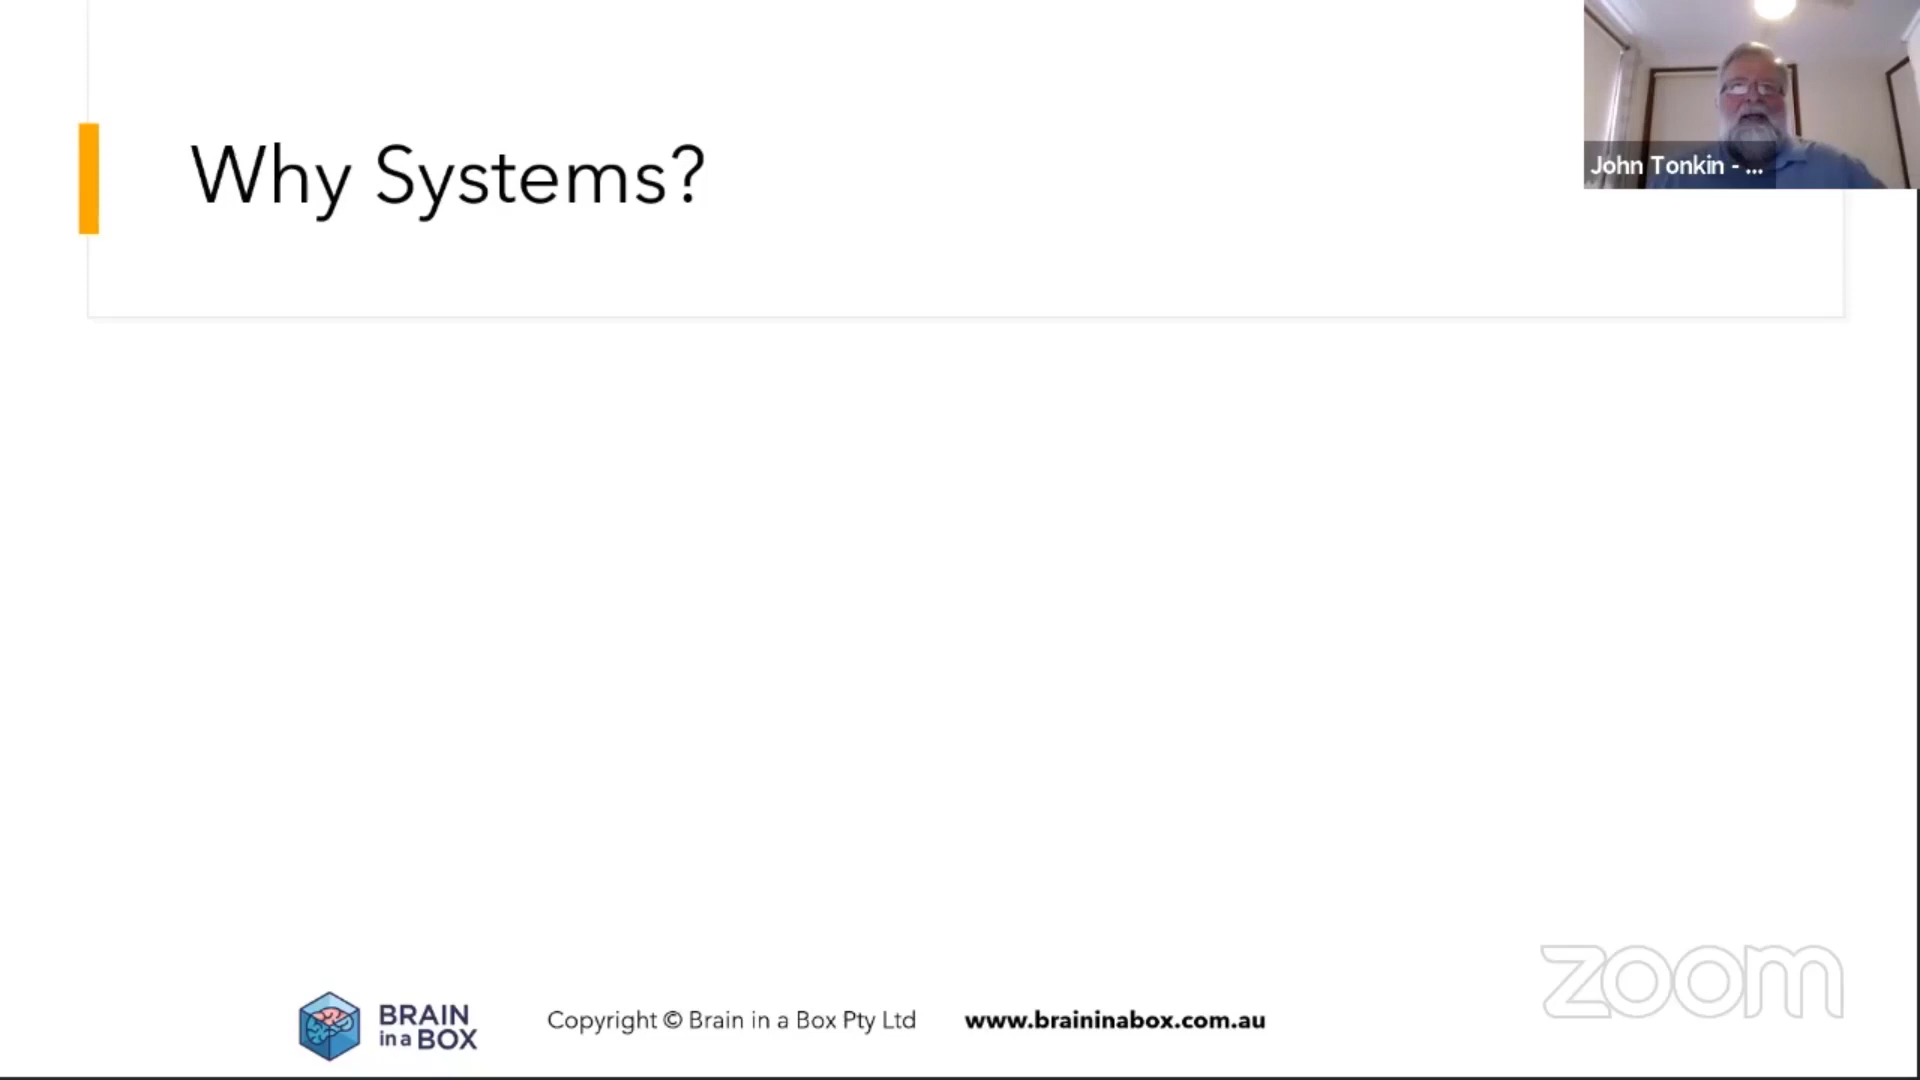 Why Systems?
John Tonkin - ...
BRAIN
in a BOX
Copyright © Brain in a Box Pty Ltd
www.braininabox.com.au
zoom